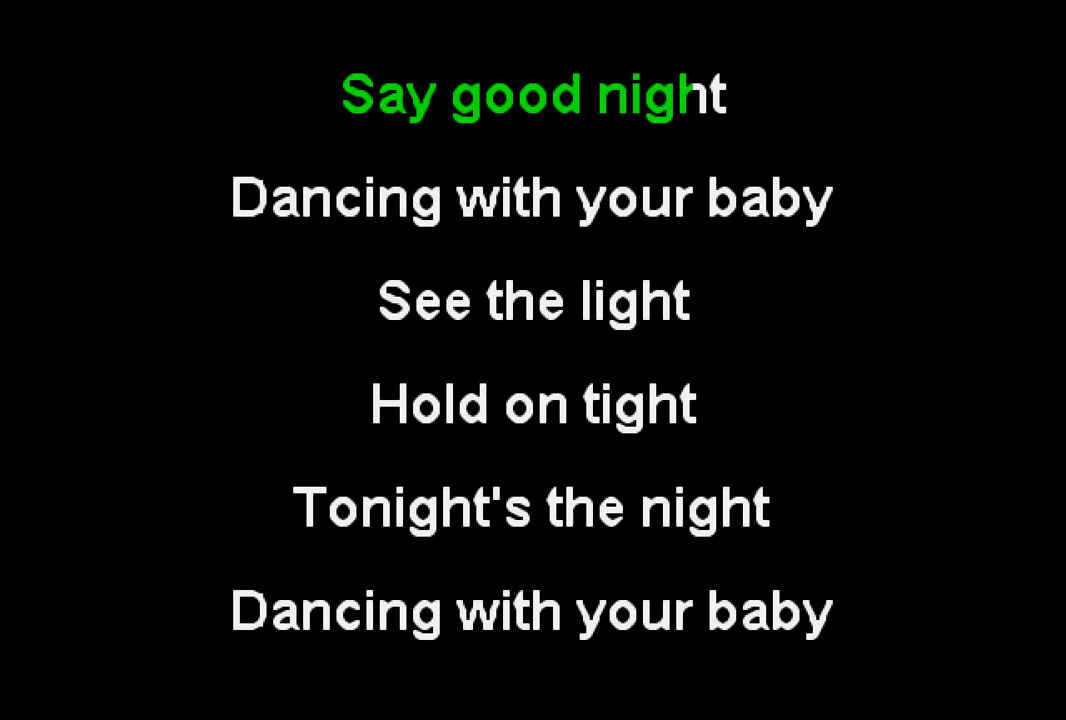 Say good night
Dancing with your baby
See the light
Hold on tight
Tonight's the night
Dancing with your baby